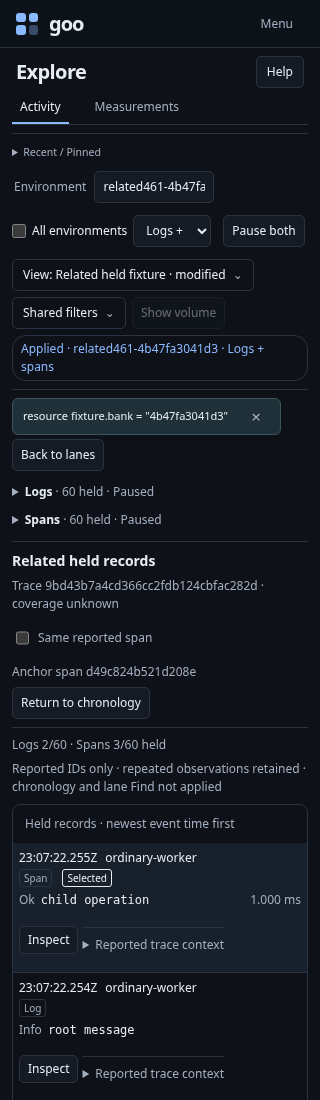 goo
Menu
Explore
Help
Activity
Measurements
Recent / Pinned
Environment
related461-4b47fa
All environments
Logs +
Pause both
View: Related held fixture · modified
Shared filters
Show volume
Applied · related461-4b47fa3041d3 · Logs +
spans
resource fixture.bank = "4b47fa3041d3" ×
Back to lanes
Logs · 60 held · Paused
Spans · 60 held · Paused
Related held records
Trace 9bd43b7a4cd366cc2fdb124cbfac282d ·
coverage unknown
Same reported span
Anchor span d49c824b521d208e
Return to chronology
Logs 2/60 · Spans 3/60 held
Reported IDs only · repeated observations retained ·
chronology and lane Find not applied
Held records · newest event time first
23:07:22.255Z ordinary-worker
Span Selected
Ok child operation 1.000 ms
Inspect
Reported trace context
23:07:22.254Z ordinary-worker
Log
Info root message
Inspect
Reported trace context